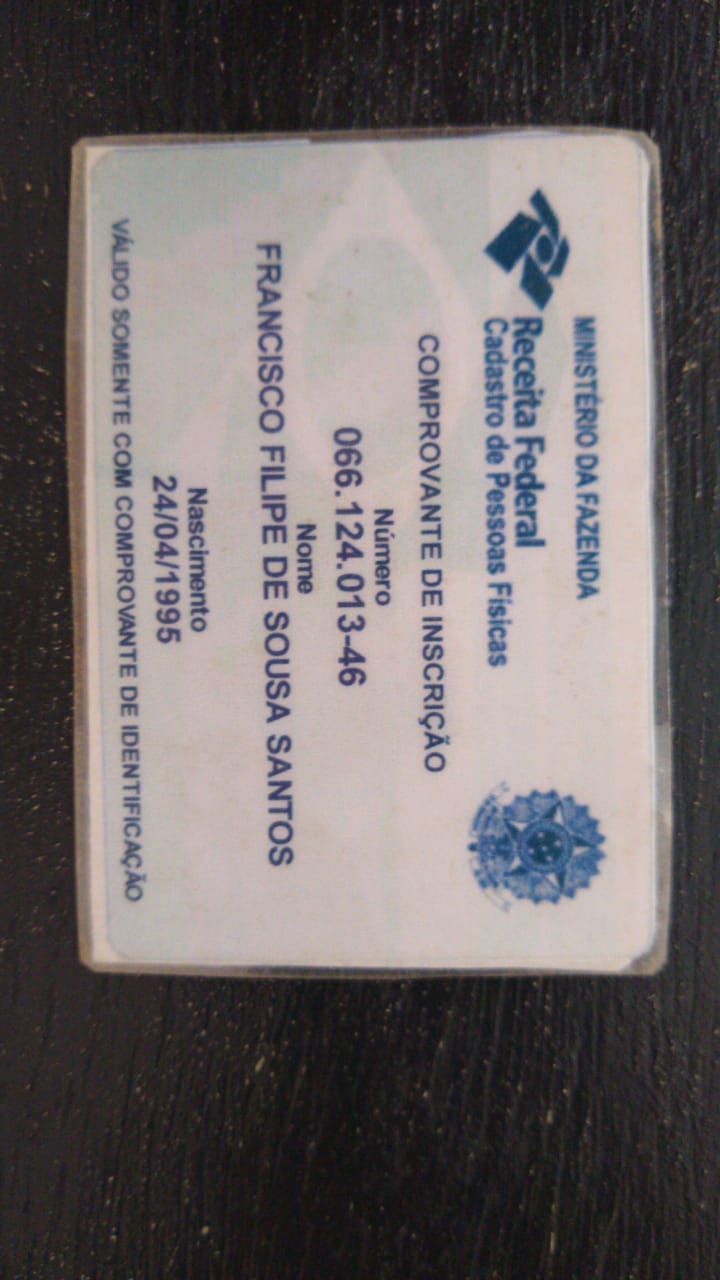 MINISTÉRIO DA FAZENDA
Receita Federal
Cadastro de Pessoas Físicas
COMPROVANTE DE INSCRIÇÃO
Número
066.124.013-46
Nome
FRANCISCO FILIPE DE SOUSA SANTOS
Nascimento
24/04/1995
VÁLIDO SOMENTE COM COMPROVANTE DE IDENTIFICAÇÃO